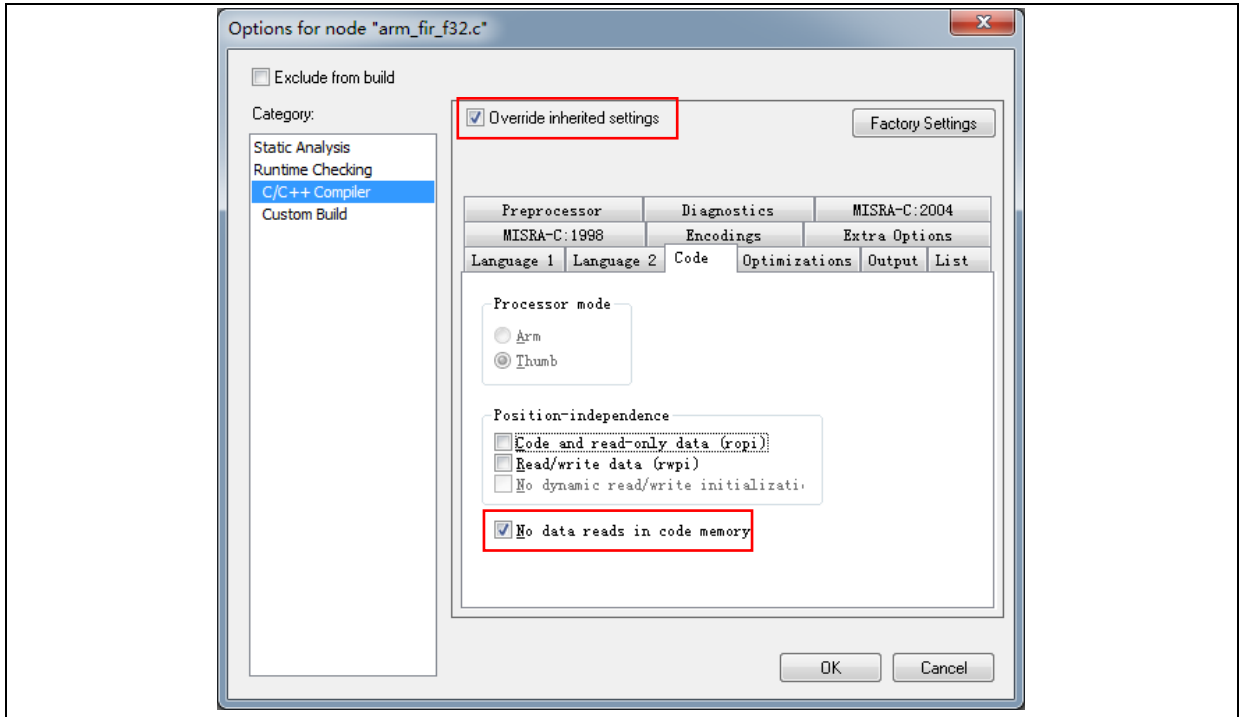 Options for node "arm_fir_f32.c"
Exclude from build
Category:
Static Analysis
Runtime Checking
C/C++ Compiler
Custom Build
Override inherited settings
Factory Settings
Preprocessor Diagnostics MISRA-C:2004
MISRA-C:1998 Encodings Extra Options
Language 1 Language 2 Code Optimizations Output List
Processor mode
Arm
Thumb
Position-independence
Code and read-only data (ropi)
Read/write data (rwpi)
No dynamic read/write initializati
No data reads in code memory
OK Cancel